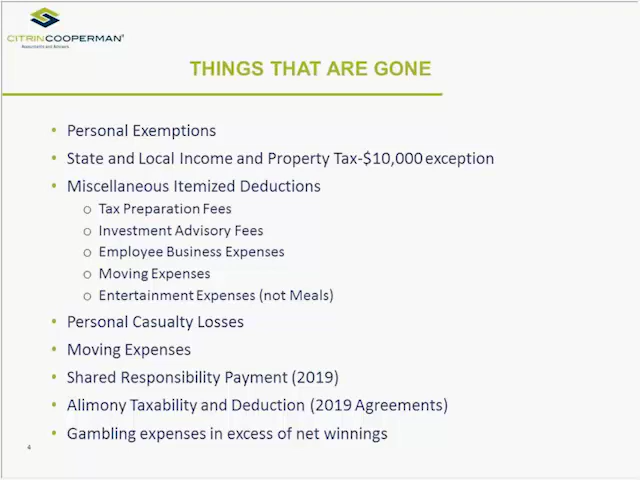 CITRINCOOPERMAN®
Accountants and Advisors
THINGS THAT ARE GONE
• Personal Exemptions
• State and Local Income and Property Tax-$10,000 exception
• Miscellaneous Itemized Deductions
o Tax Preparation Fees
o Investment Advisory Fees
o Employee Business Expenses
o Moving Expenses
o Entertainment Expenses (not Meals)
• Personal Casualty Losses
• Moving Expenses
• Shared Responsibility Payment (2019)
• Alimony Taxability and Deduction (2019 Agreements)
• Gambling expenses in excess of net winnings
4